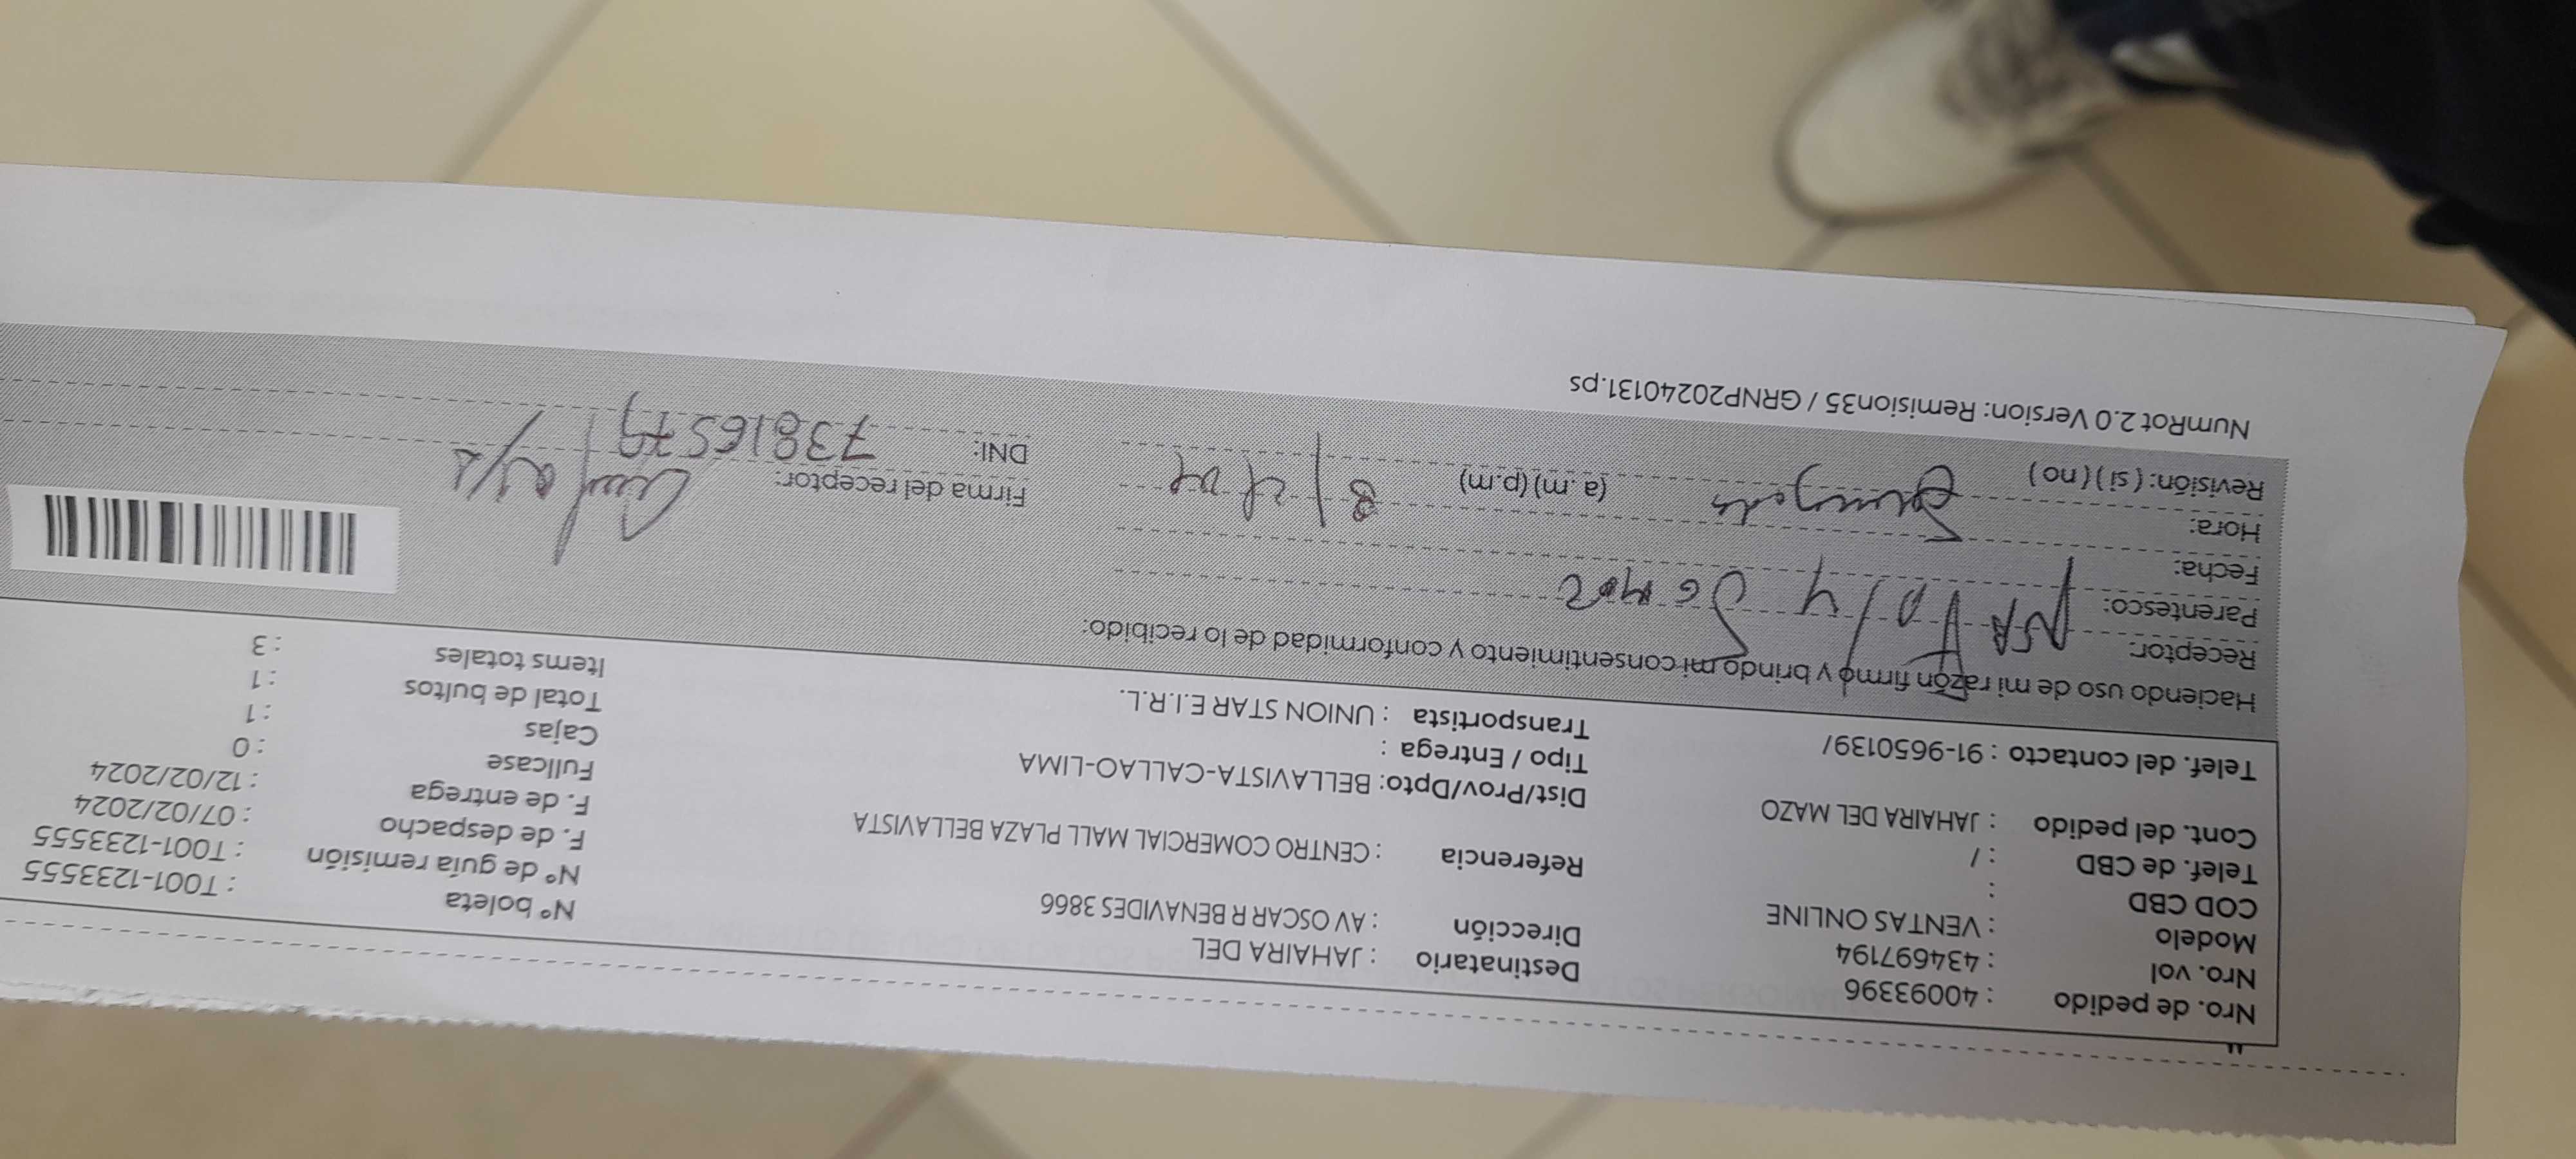 Nro. de pedido : 40093396 Destinatario : JAHAIRA DEL N° boleta : T001-1233555
Nro. vol : 434697194 Dirección : AV OSCAR R BENAVIDES 3866 N° de guía remisión : T001-1233555
Modelo : VENTAS ONLINE F. de despacho : 07/02/2024
COD CBD : Referencia : CENTRO COMERCIAL MALL PLAZA BELLAVISTA F. de entrega : 12/02/2024
Telef. de CBD : / Dist/Prov/Dpto: BELLAVISTA-CALLAO-LIMA Fullcase : 0
Cont. del pedido : JAHAIRA DEL MAZO Tipo / Entrega : Cajas : 1
Telef. del contacto : 91-9650139/ Transportista : UNION STAR E.I.R.L. Total de bultos : 1
Items totales : 3
Haciendo uso de mi razón firmo y brindo mi consentimiento y conformidad de lo recibido:
Receptor:
Parentesco:
Fecha:
Hora: (a.m) (p.m) Firma del receptor:
Revisión: ( si ) ( no ) DNI: 73816579
NumRot 2.0 Version: Remision35 / GRNP20240131.ps